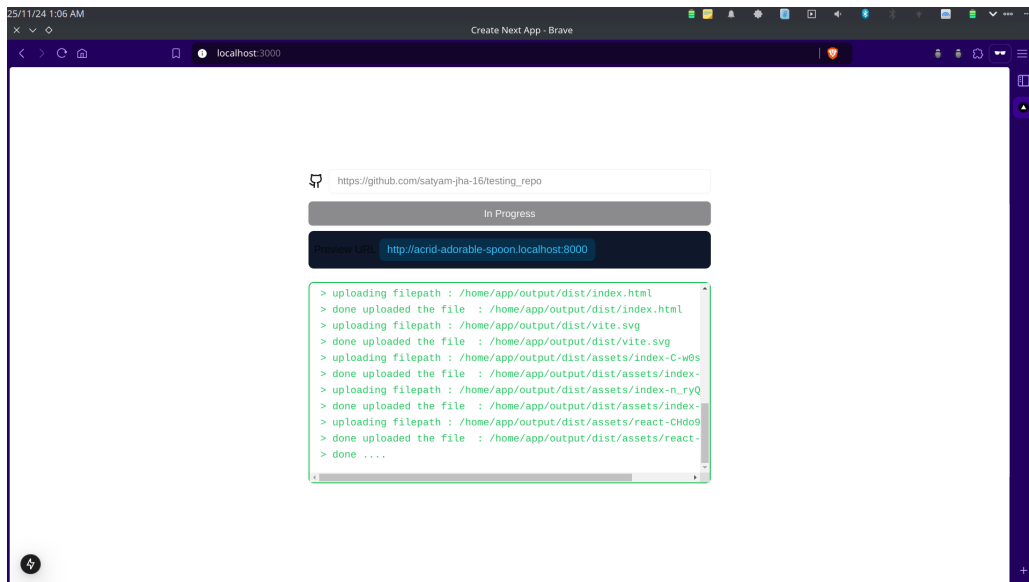 25/11/24 1:06 AM
Create Next App - Brave
localhost:3000
https://github.com/satyam-jha-16/testing_repo
In Progress
Preview URL http://acrid-adorable-spoon.localhost:8000
> uploading filepath : /home/app/output/dist/index.html
> done uploaded the file  : /home/app/output/dist/index.html
> uploading filepath : /home/app/output/dist/vite.svg
> done uploaded the file  : /home/app/output/dist/vite.svg
> uploading filepath : /home/app/output/dist/assets/index-C-w0s
> done uploaded the file  : /home/app/output/dist/assets/index-
> uploading filepath : /home/app/output/dist/assets/index-n_ryQ
> done uploaded the file  : /home/app/output/dist/assets/index-
> uploading filepath : /home/app/output/dist/assets/react-CHdo9
> done uploaded the file  : /home/app/output/dist/assets/react-
> done ....